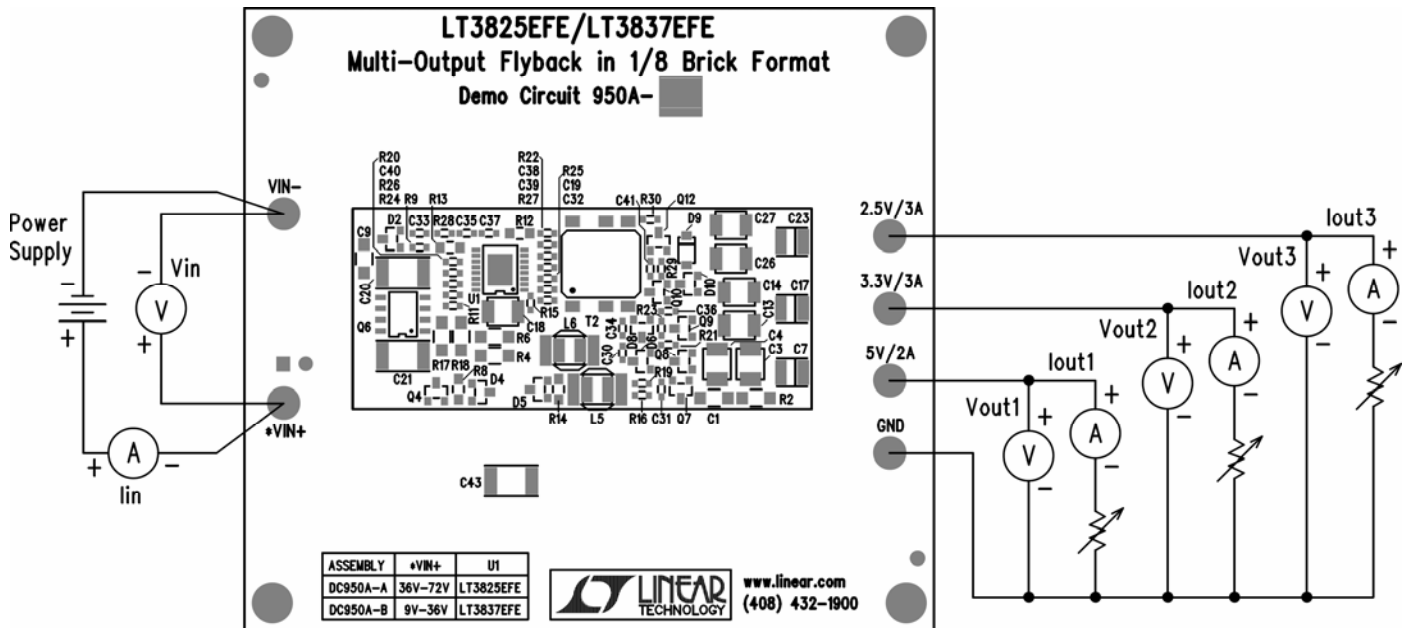 LT3825EFE/LT3837EFE
Multi-Output Flyback in 1/8 Brick Format
Demo Circuit 950A-
Power
Supply
-
+
Vin
-
V
+
+
A
-
Iin
VIN-
*VIN+
R20
C40
R26
R24
R9
R13
R22
C38
C39
R27
R25
C19
C32
C41
R30
Q12
D9
C27
C23
C9
D2
C33
R28
C35
C37
R12
C20
U1
R11
C18
R15
R29
Q10
D10
C26
C14
C17
C13
Q6
L6
T2
R23
C36
C34
Q9
R21
C4
C3
C7
R6
R4
C30
D8
D6
Q8
C21
R17
R18
R8
Q4
D4
D5
R14
L5
R19
R16
C31
Q7
C1
R2
C43
2.5V/3A
3.3V/3A
5V/2A
GND
Vout1
+
V
-
Iout1
+
A
-
Vout2
+
V
-
Iout2
+
A
-
Vout3
+
V
-
Iout3
+
A
-
ASSEMBLY *VIN+ U1
DC950A-A 36V-72V LT3825EFE
DC950A-B 9V-36V LT3837EFE
LT LINEAR
TECHNOLOGY
www.linear.com
(408) 432-1900